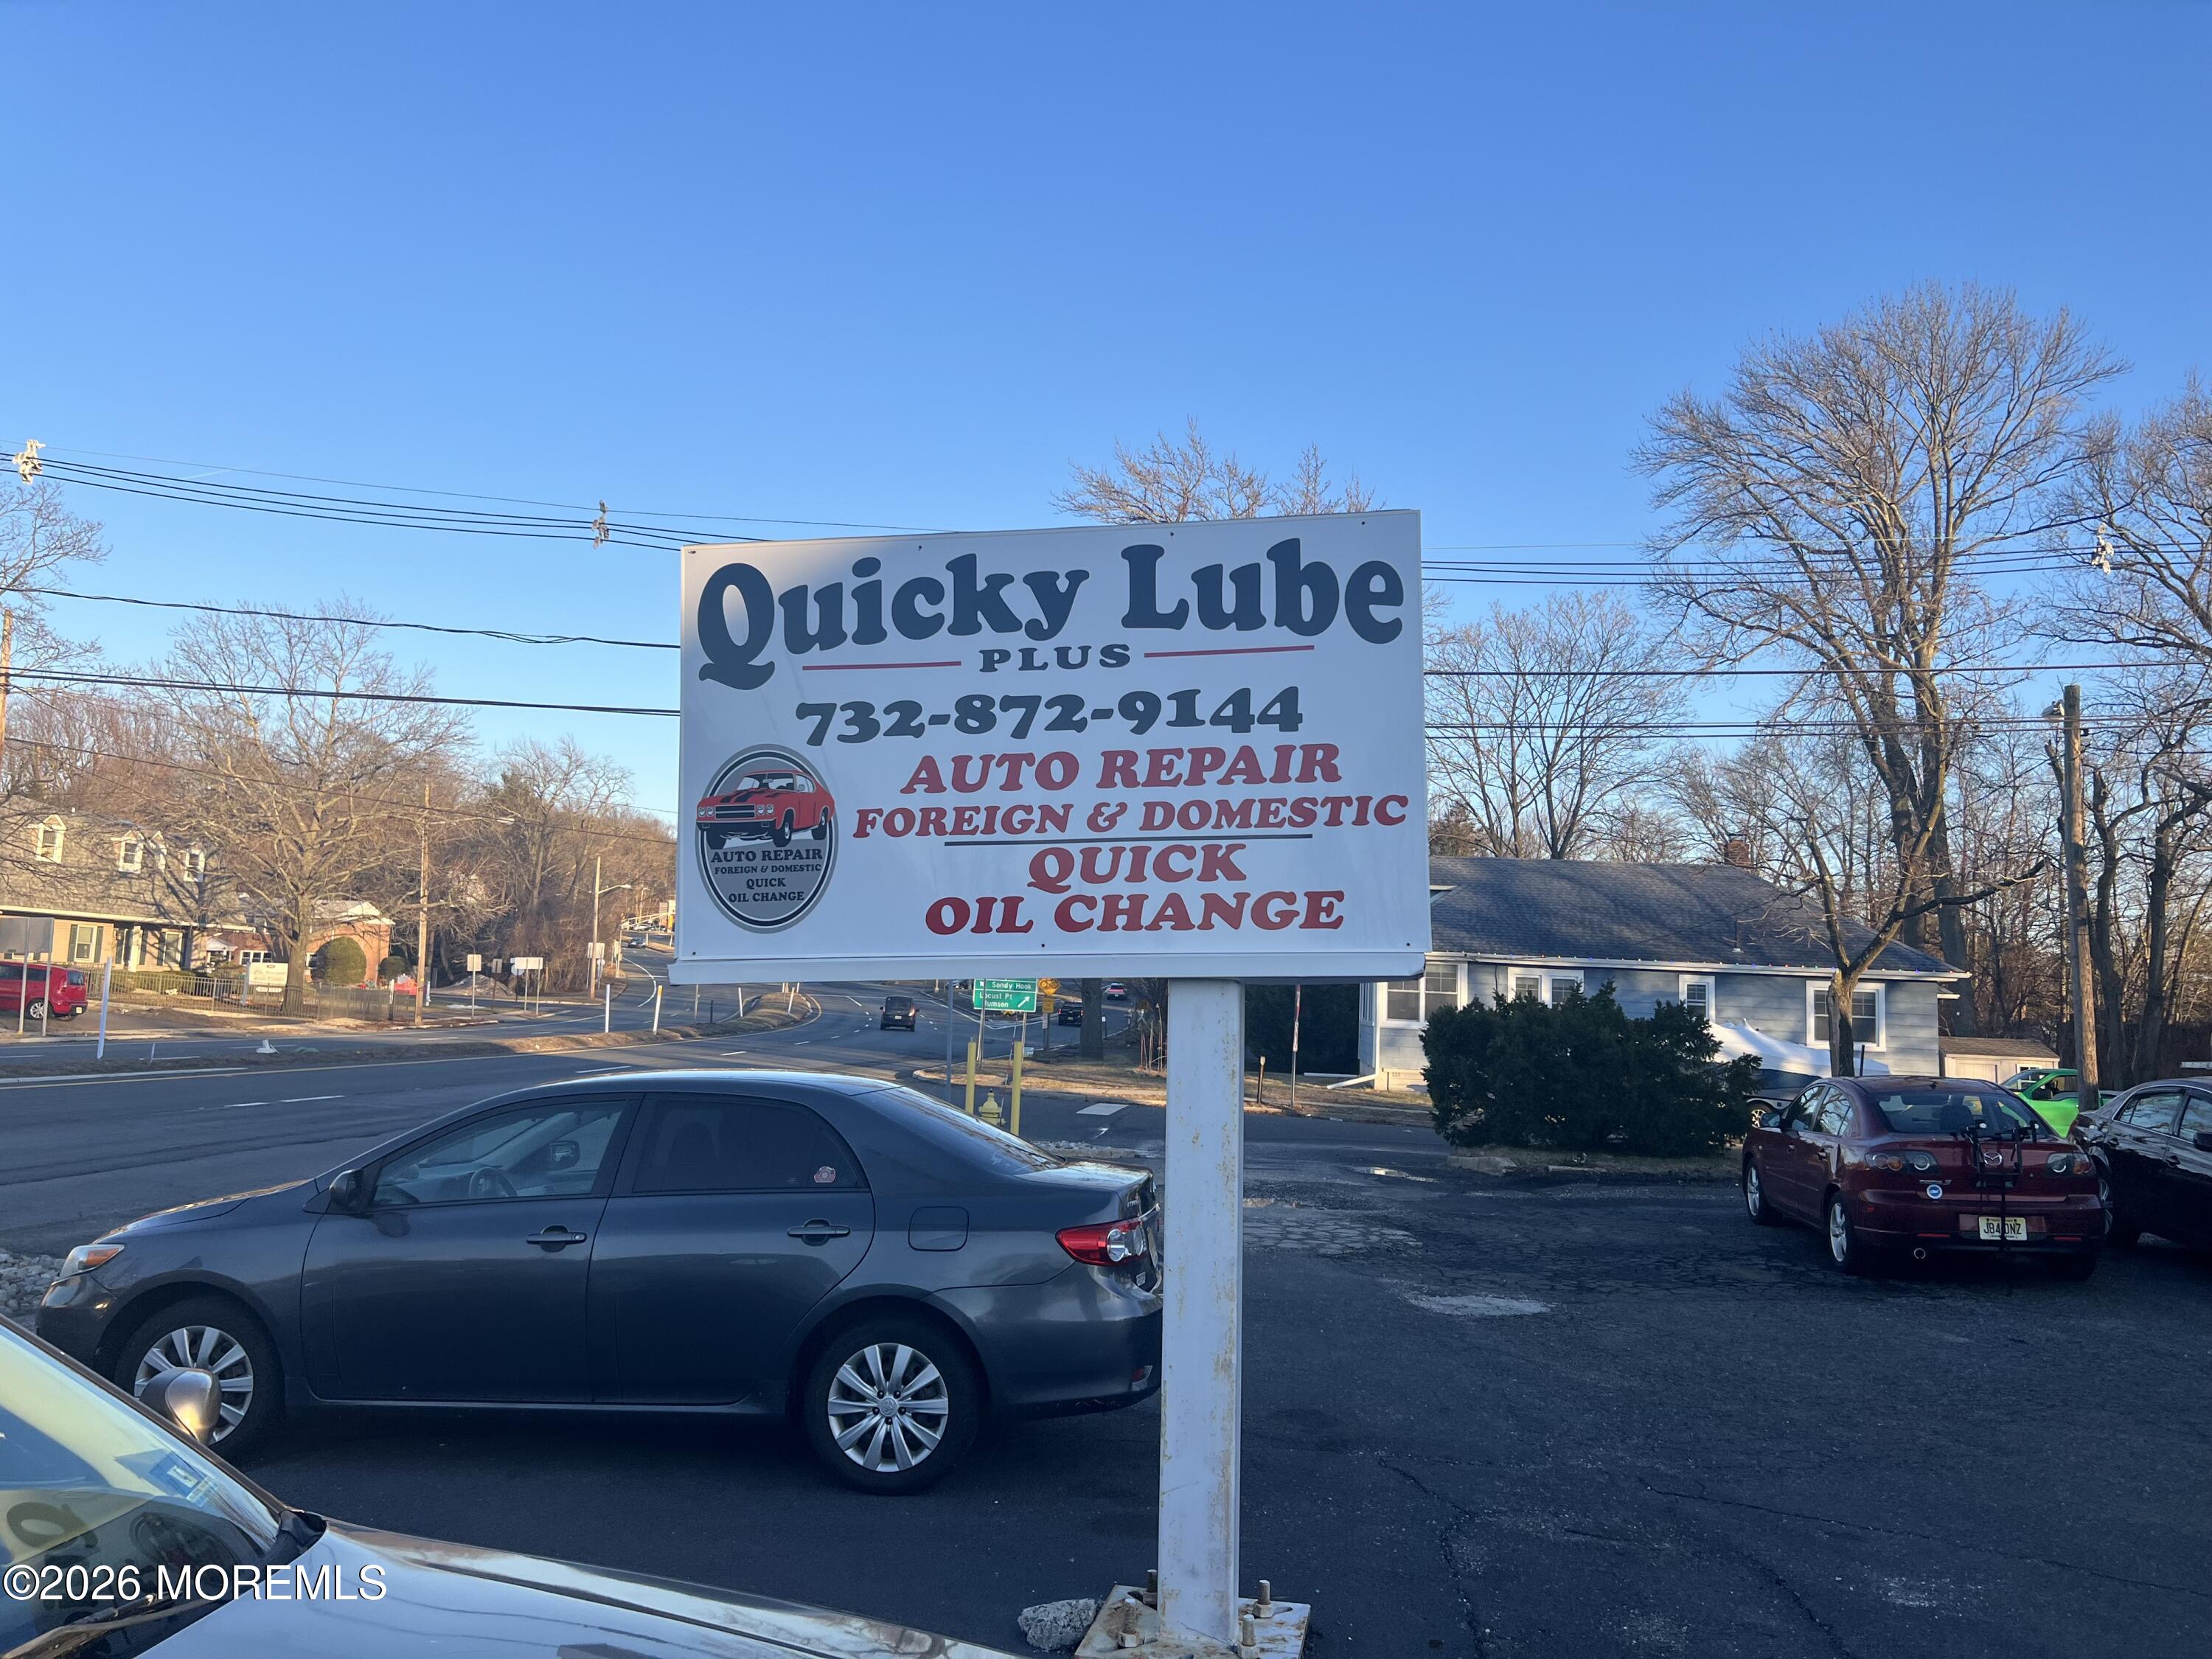 Quicky Lube
PLUS
732-872-9144
AUTO REPAIR
FOREIGN & DOMESTIC
QUICK
OIL CHANGE
AUTO REPAIR
FOREIGN & DOMESTIC
QUICK
OIL CHANGE
Sandy Hook
Locust Pt
Rumson
©2026 MOREMLS